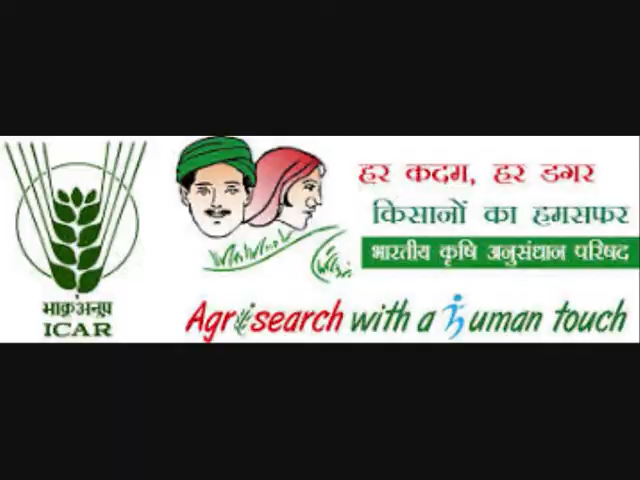 हर कदम, हर डगर
किसानों का हमसफर
भारतीय कृषि अनुसंधान परिषद
भाकृअनुप
ICAR
Agrisearch with a human touch